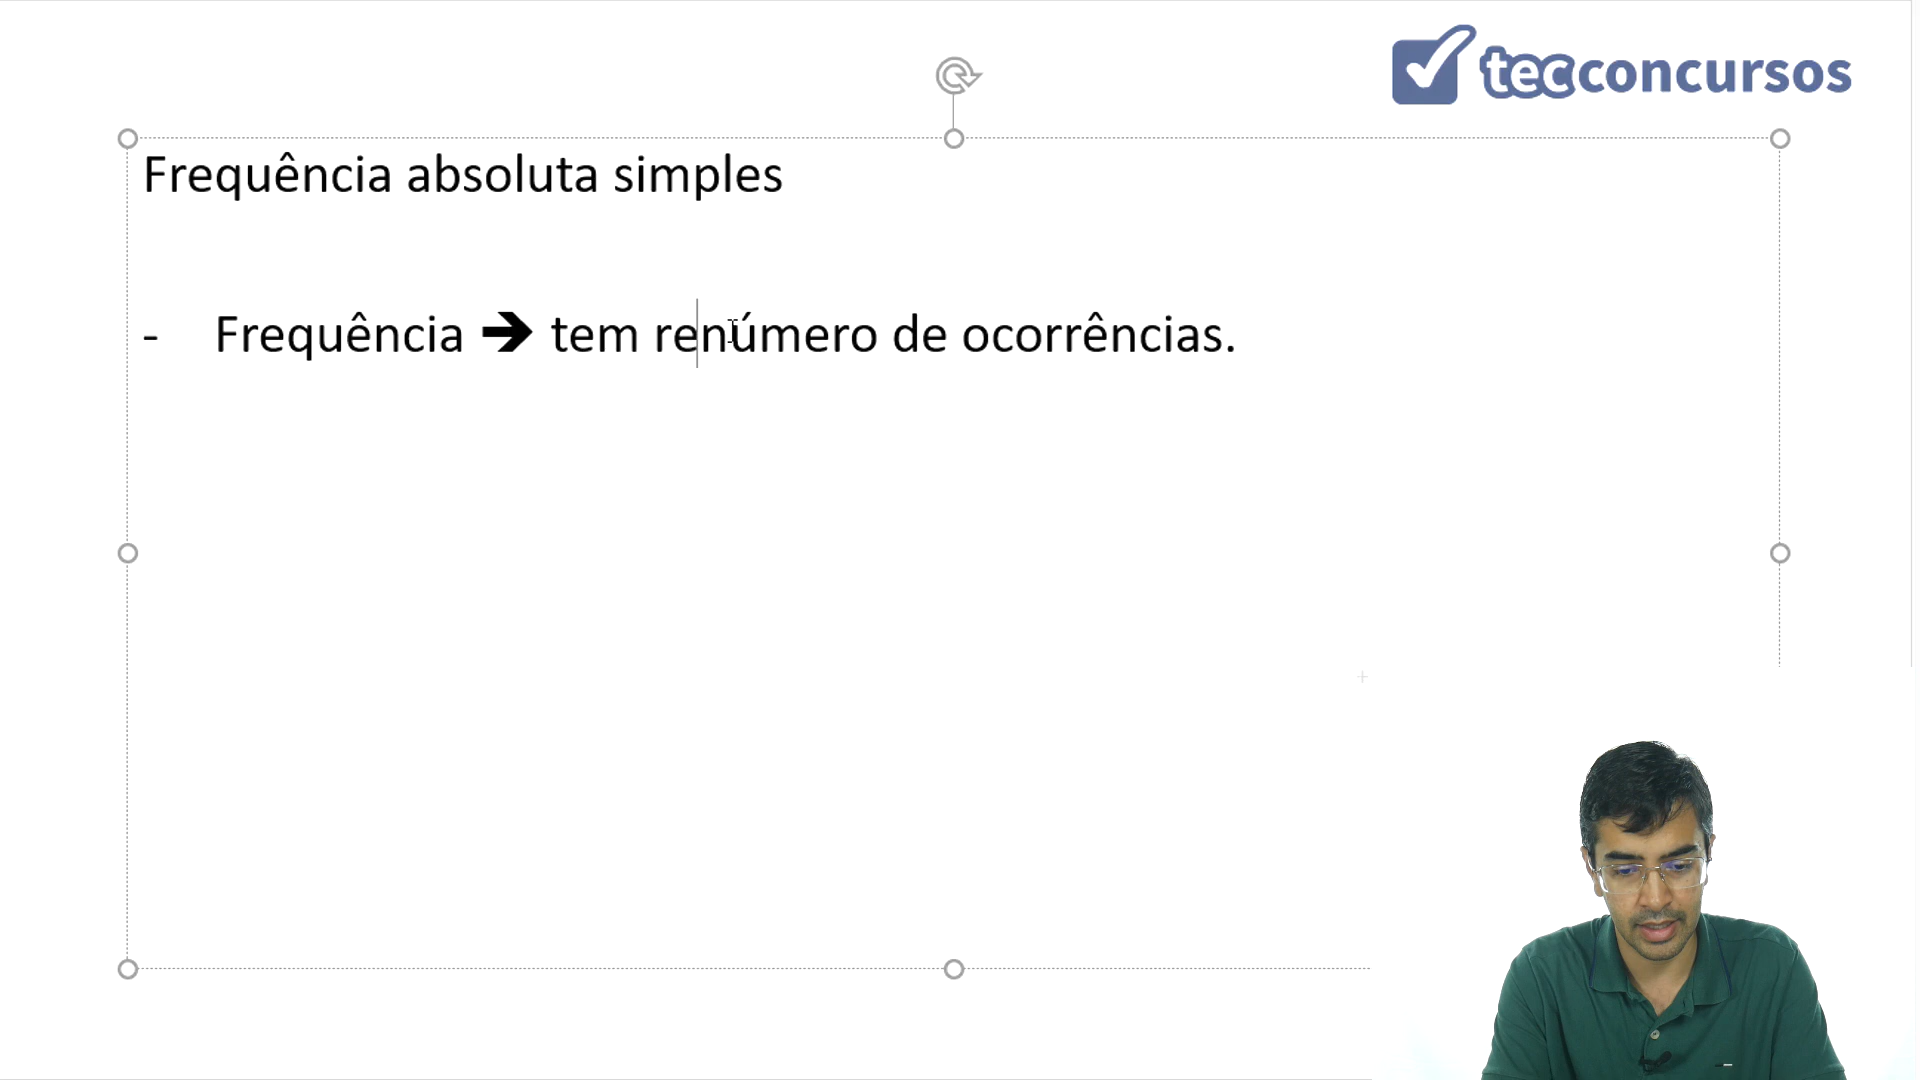 tecconcursos
Frequência absoluta simples
- Frequência → tem renúmero de ocorrências.